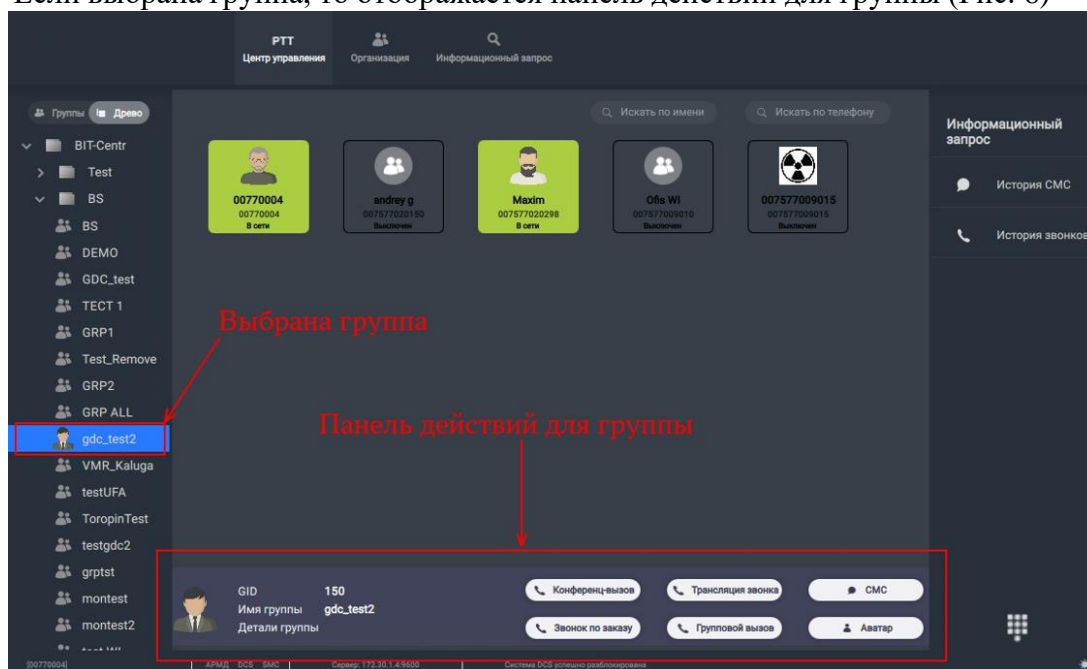 Если выбрана группа, то отображается панель действий для группы (Рис. 6)
PTT
Центр управления
Организация
Информационный запрос
Группы
Древо
Искать по имени
Искать по телефону
BIT-Centr
Test
BS
BS
DEMO
GDC_test
ТЕСТ 1
GRP1
Test_Remove
GRP2
GRP ALL
gdc_test2
VMR_Kaluga
testUFA
ToropinTest
testgdc2
grptst
montest
montest2
00770004
00770004
В сети
andrey g
007577020150
Выключен
Maxim
007577020298
В сети
Ofis WI
007577009010
Выключен
007577009015
007577009015
Выключен
Информационный
запрос
История СМС
История звонков
Выбрана группа
Панель действий для группы
GID 150
Имя группы gdc_test2
Детали группы
Конференц-вызов
Трансляция звонка
СМС
Звонок по заказу
Групповой вызов
Аватар
[00770004]
АРМД DCS SMC
Сервер: 172.30.1.4:9600
Система DCS успешно разблокирована